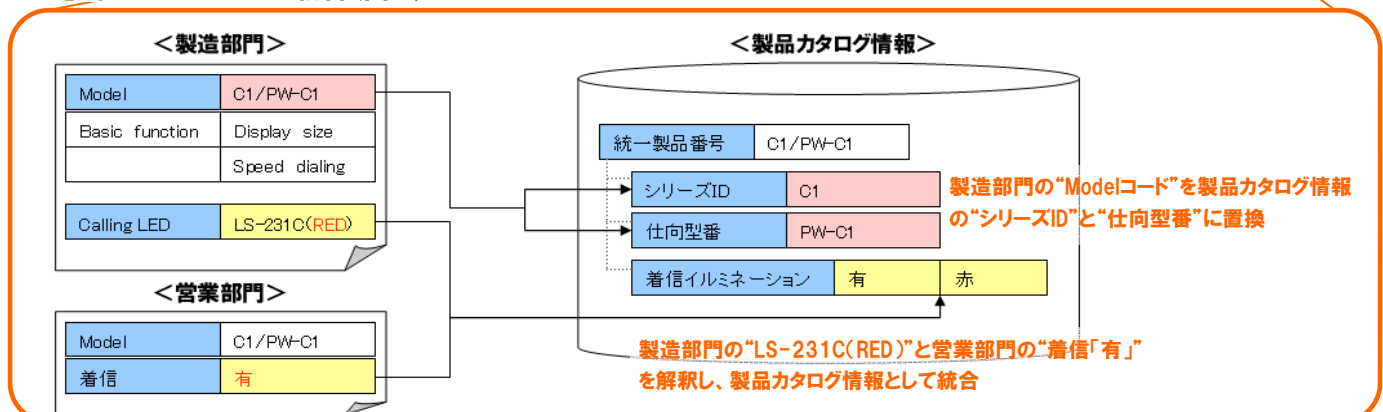 ＜製造部門＞
Model C1/PW-C1
Basic function Display size
Speed dialing
Calling LED LS-231C(RED)
＜営業部門＞
Model C1/PW-C1
着信 有
＜製品カタログ情報＞
統一製品番号 C1/PW-C1
シリーズID C1
仕向型番 PW-C1
着信イルミネーション 有 赤
製造部門の“Modelコード”を製品カタログ情報
の“シリーズID”と“仕向型番”に置換
製造部門の“LS-231C(RED)”と営業部門の“着信「有」”
を解釈し、製品カタログ情報として統合